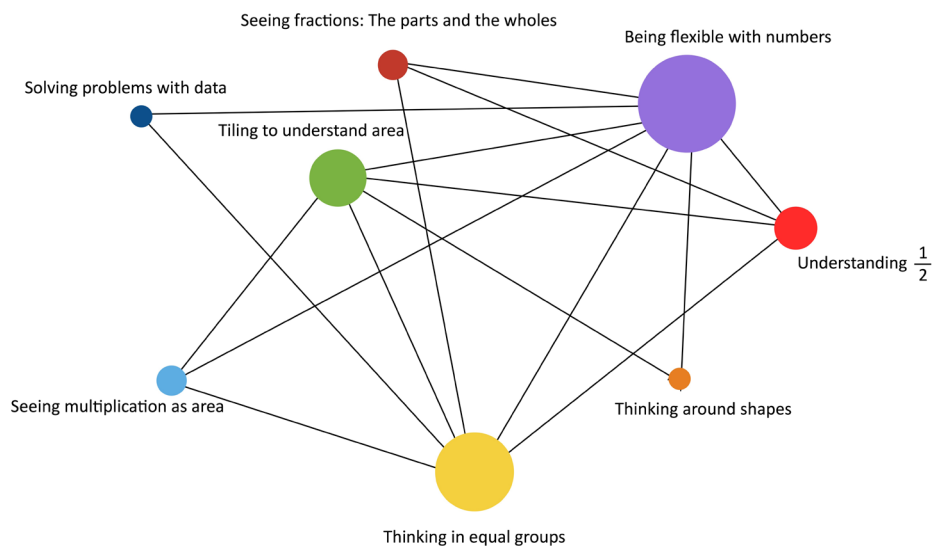 Seeing fractions: The parts and the wholes
Being flexible with numbers
Solving problems with data
Tiling to understand area
Understanding 1/2
Seeing multiplication as area
Thinking around shapes
Thinking in equal groups